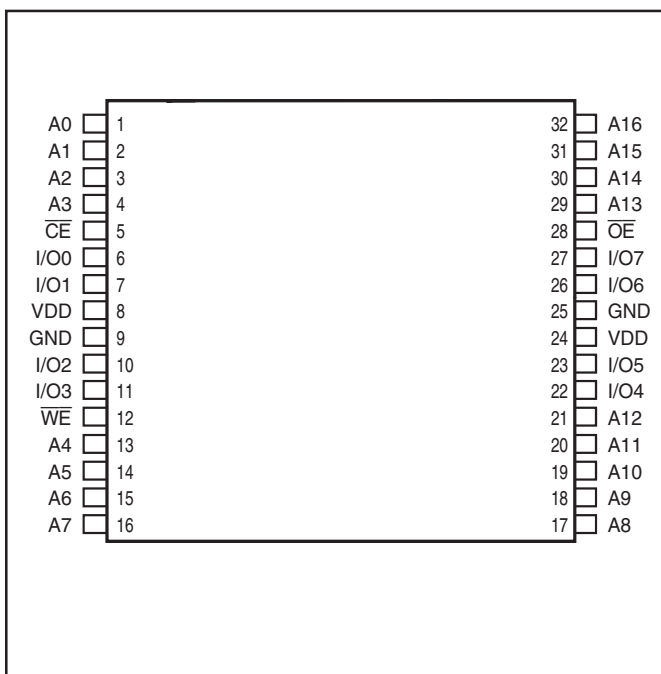 A0 1 32 A16
A1 2 31 A15
A2 3 30 A14
A3 4 29 A13
C̅E̅ 5 28 O̅E̅
I/O0 6 27 I/O7
I/O1 7 26 I/O6
VDD 8 25 GND
GND 9 24 VDD
I/O2 10 23 I/O5
I/O3 11 22 I/O4
W̅E̅ 12 21 A12
A4 13 20 A11
A5 14 19 A10
A6 15 18 A9
A7 16 17 A8